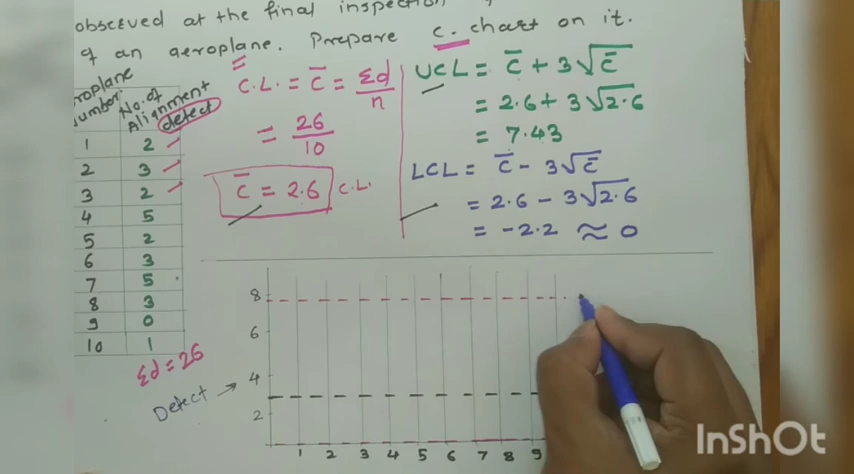 observed at the final inspection
of an aeroplane. Prepare c. chart on it.
No. of
Alignment
defect
1 2
2 3
3 2
4 5
5 2
6 3
7 5
8 3
9 0
10 1
Σd = 26
C.L. = C̅ = Σd/n
= 26/10
C̅ = 2.6 C.L.
UCL = C̅ + 3√C̅
= 2.6 + 3√2.6
= 7.43
LCL = C̅ - 3√C̅
= 2.6 - 3√2.6
= -2.2 ≈ 0
8
6
4
2
Defect →
1 2 3 4 5 6 7 8 9
InShOt